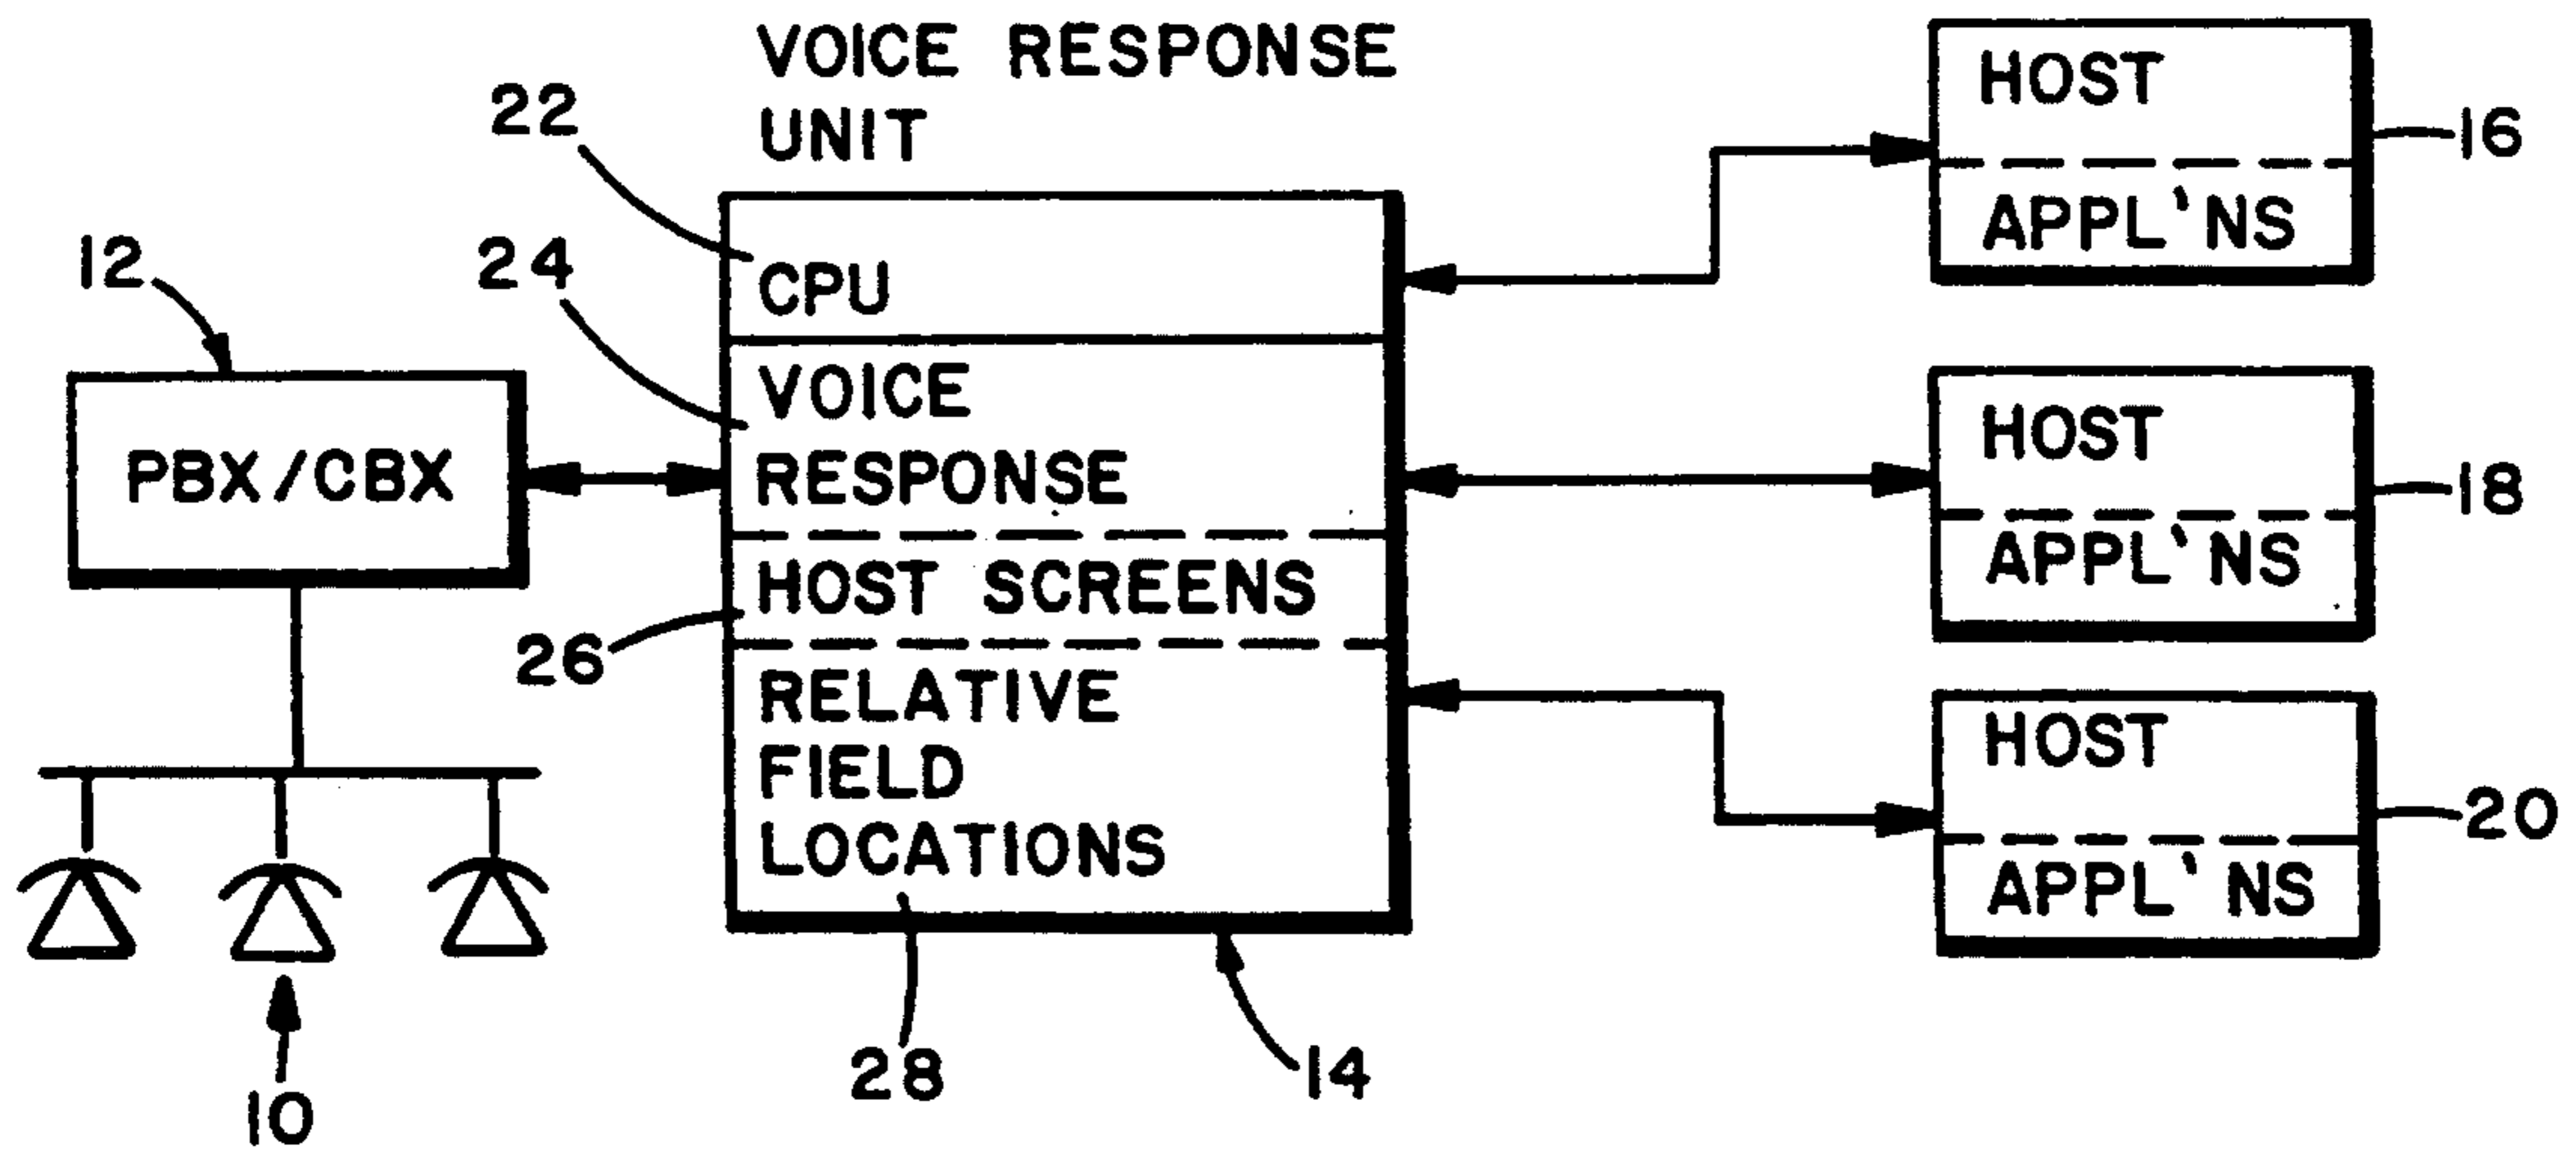 VOICE RESPONSE
UNIT
22
24
12
CPU
VOICE
RESPONSE
HOST SCREENS
26
RELATIVE
FIELD
LOCATIONS
28
14
PBX/CBX
10
HOST
APPL'NS
16
HOST
APPL'NS
18
HOST
APPL'NS
20